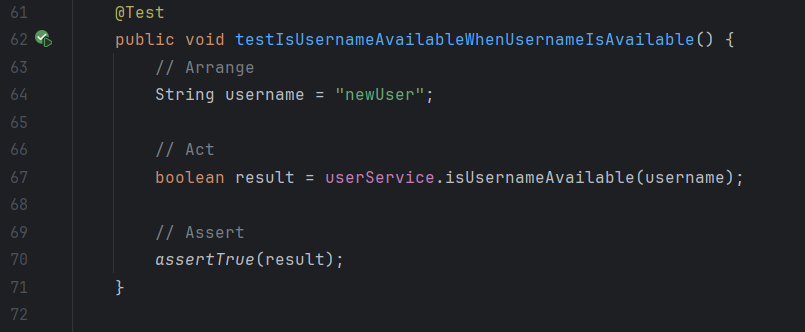 61 @Test
62 public void testIsUsernameAvailableWhenUsernameIsAvailable() {
63 // Arrange
64 String username = "newUser";
65
66 // Act
67 boolean result = userService.isUsernameAvailable(username);
68
69 // Assert
70 assertTrue(result);
71 }
72